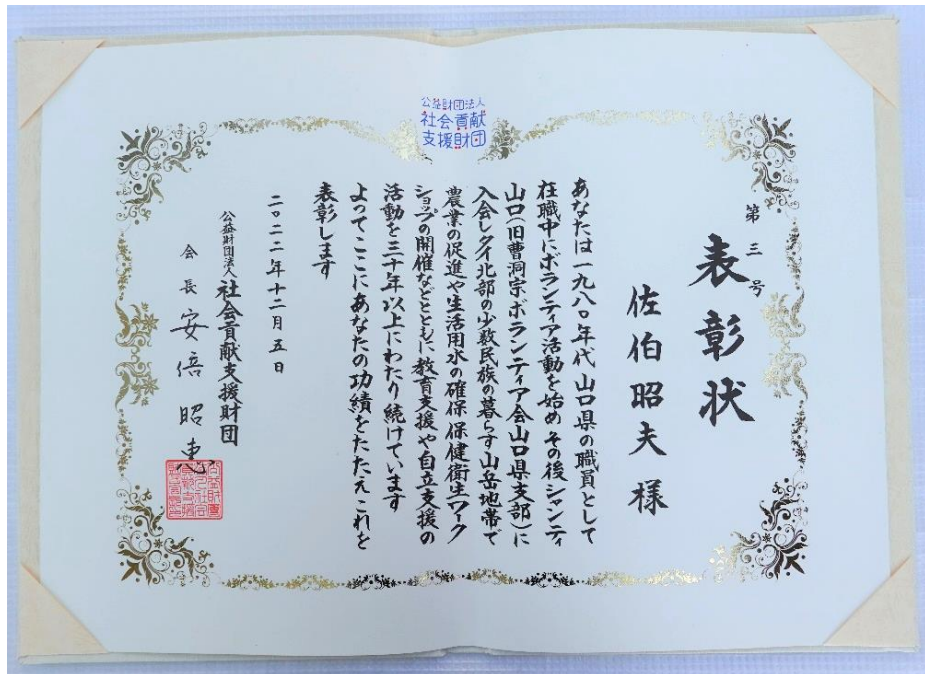 公益財団法人
社会貢献
支援財団
第三号
表彰状
佐伯昭夫様
あなたは一九八〇年代山口県の職員として
在職中にボランティア活動を始めその後シャンティ
山口(旧曹洞宗ボランティア会山口県支部)に
入会しタイ北部の少数民族の暮らす山岳地帯で
農業の促進や生活用水の確保保健衛生ワーク
ショップの開催などとともに教育支援や自立支援の
活動を三十年以上にわたり続けています
よってここにあなたの功績をたたえこれを
表彰します
二〇二二年十二月五日
公益財団法人社会貢献支援財団
会長安倍昭恵